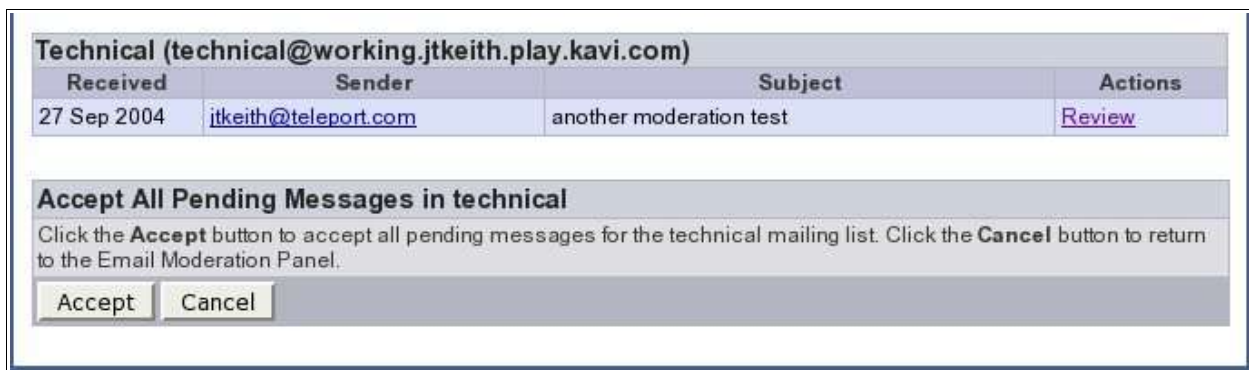 Technical (technical@working.jtkeith.play.kavi.com)
Received Sender Subject Actions
27 Sep 2004 jtkeith@teleport.com another moderation test Review
Accept All Pending Messages in technical
Click the Accept button to accept all pending messages for the technical mailing list. Click the Cancel button to return
to the Email Moderation Panel.
Accept Cancel